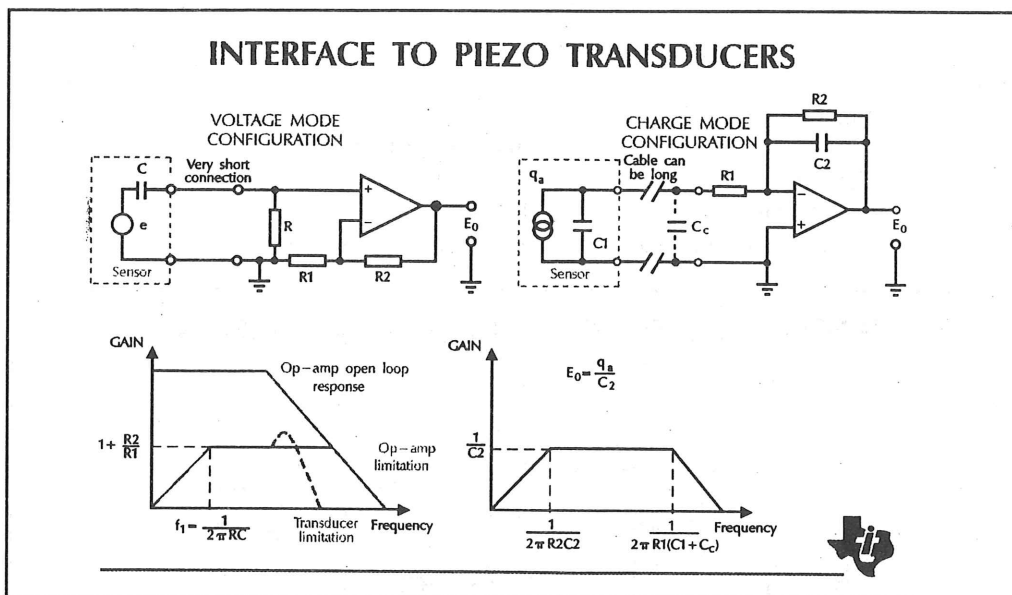 INTERFACE TO PIEZO TRANSDUCERS
VOLTAGE MODE
CONFIGURATION
C
Very short
connection
e
Sensor
R
R1
R2
+
−
E0
CHARGE MODE
CONFIGURATION
Cable can
be long
qa
C1
Sensor
Cc
R1
R2
C2
−
+
E0
GAIN
Op-amp open loop
response
1+ R2/R1
Op-amp
limitation
f1= 1/2πRC
Transducer
limitation
Frequency
GAIN
E0= qa/C2
1/C2
1/2πR2C2
1/2πR1(C1+Cc)
Frequency